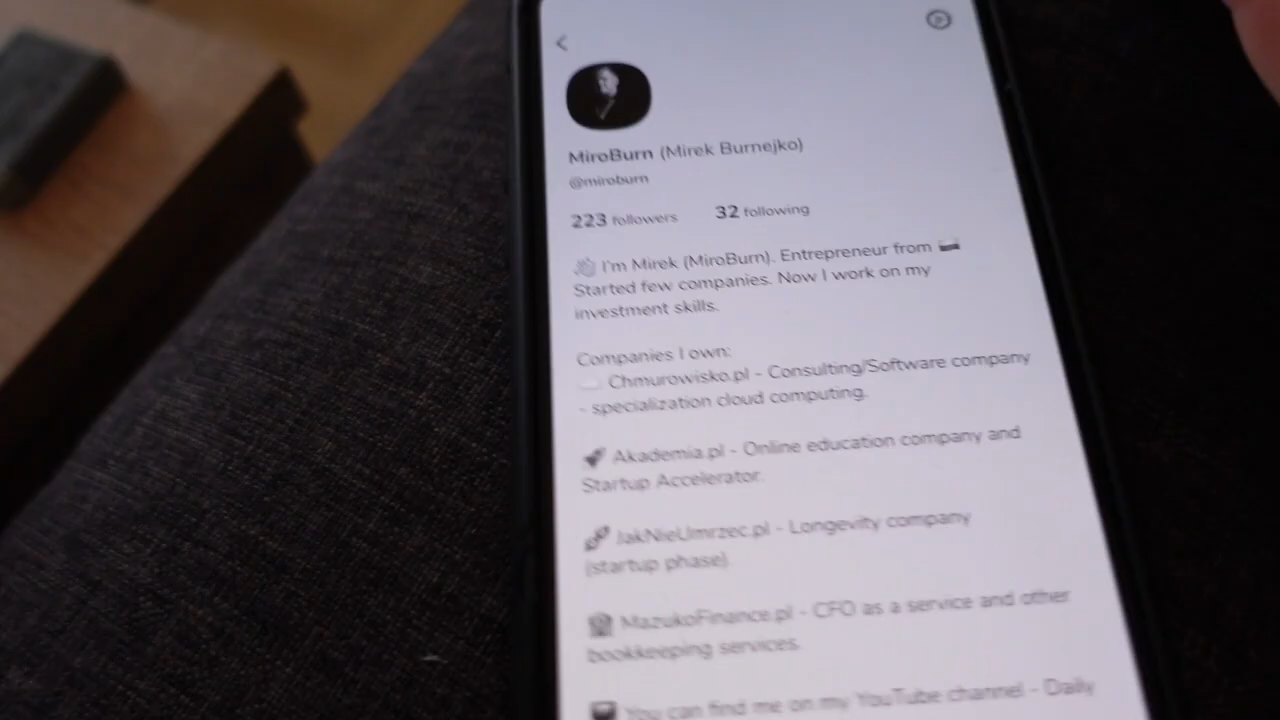 MiroBurn (Mirek Burnejko)
@miroburn
223 followers 32 following
👋 I'm Mirek (MiroBurn). Entrepreneur from 🇵🇱
Started few companies. Now I work on my
investment skills.
Companies I own:
☁️ Chmurowisko.pl - Consulting/Software company
- specialization cloud computing.
🚀 Akademia.pl - Online education company and
Startup Accelerator.
JakNieUmrzec.pl - Longevity company
(startup phase)
🏦 MazukoFinance.pl - CFO as a service and other
bookkeeping services.
You can find me on my YouTube channel - Daily